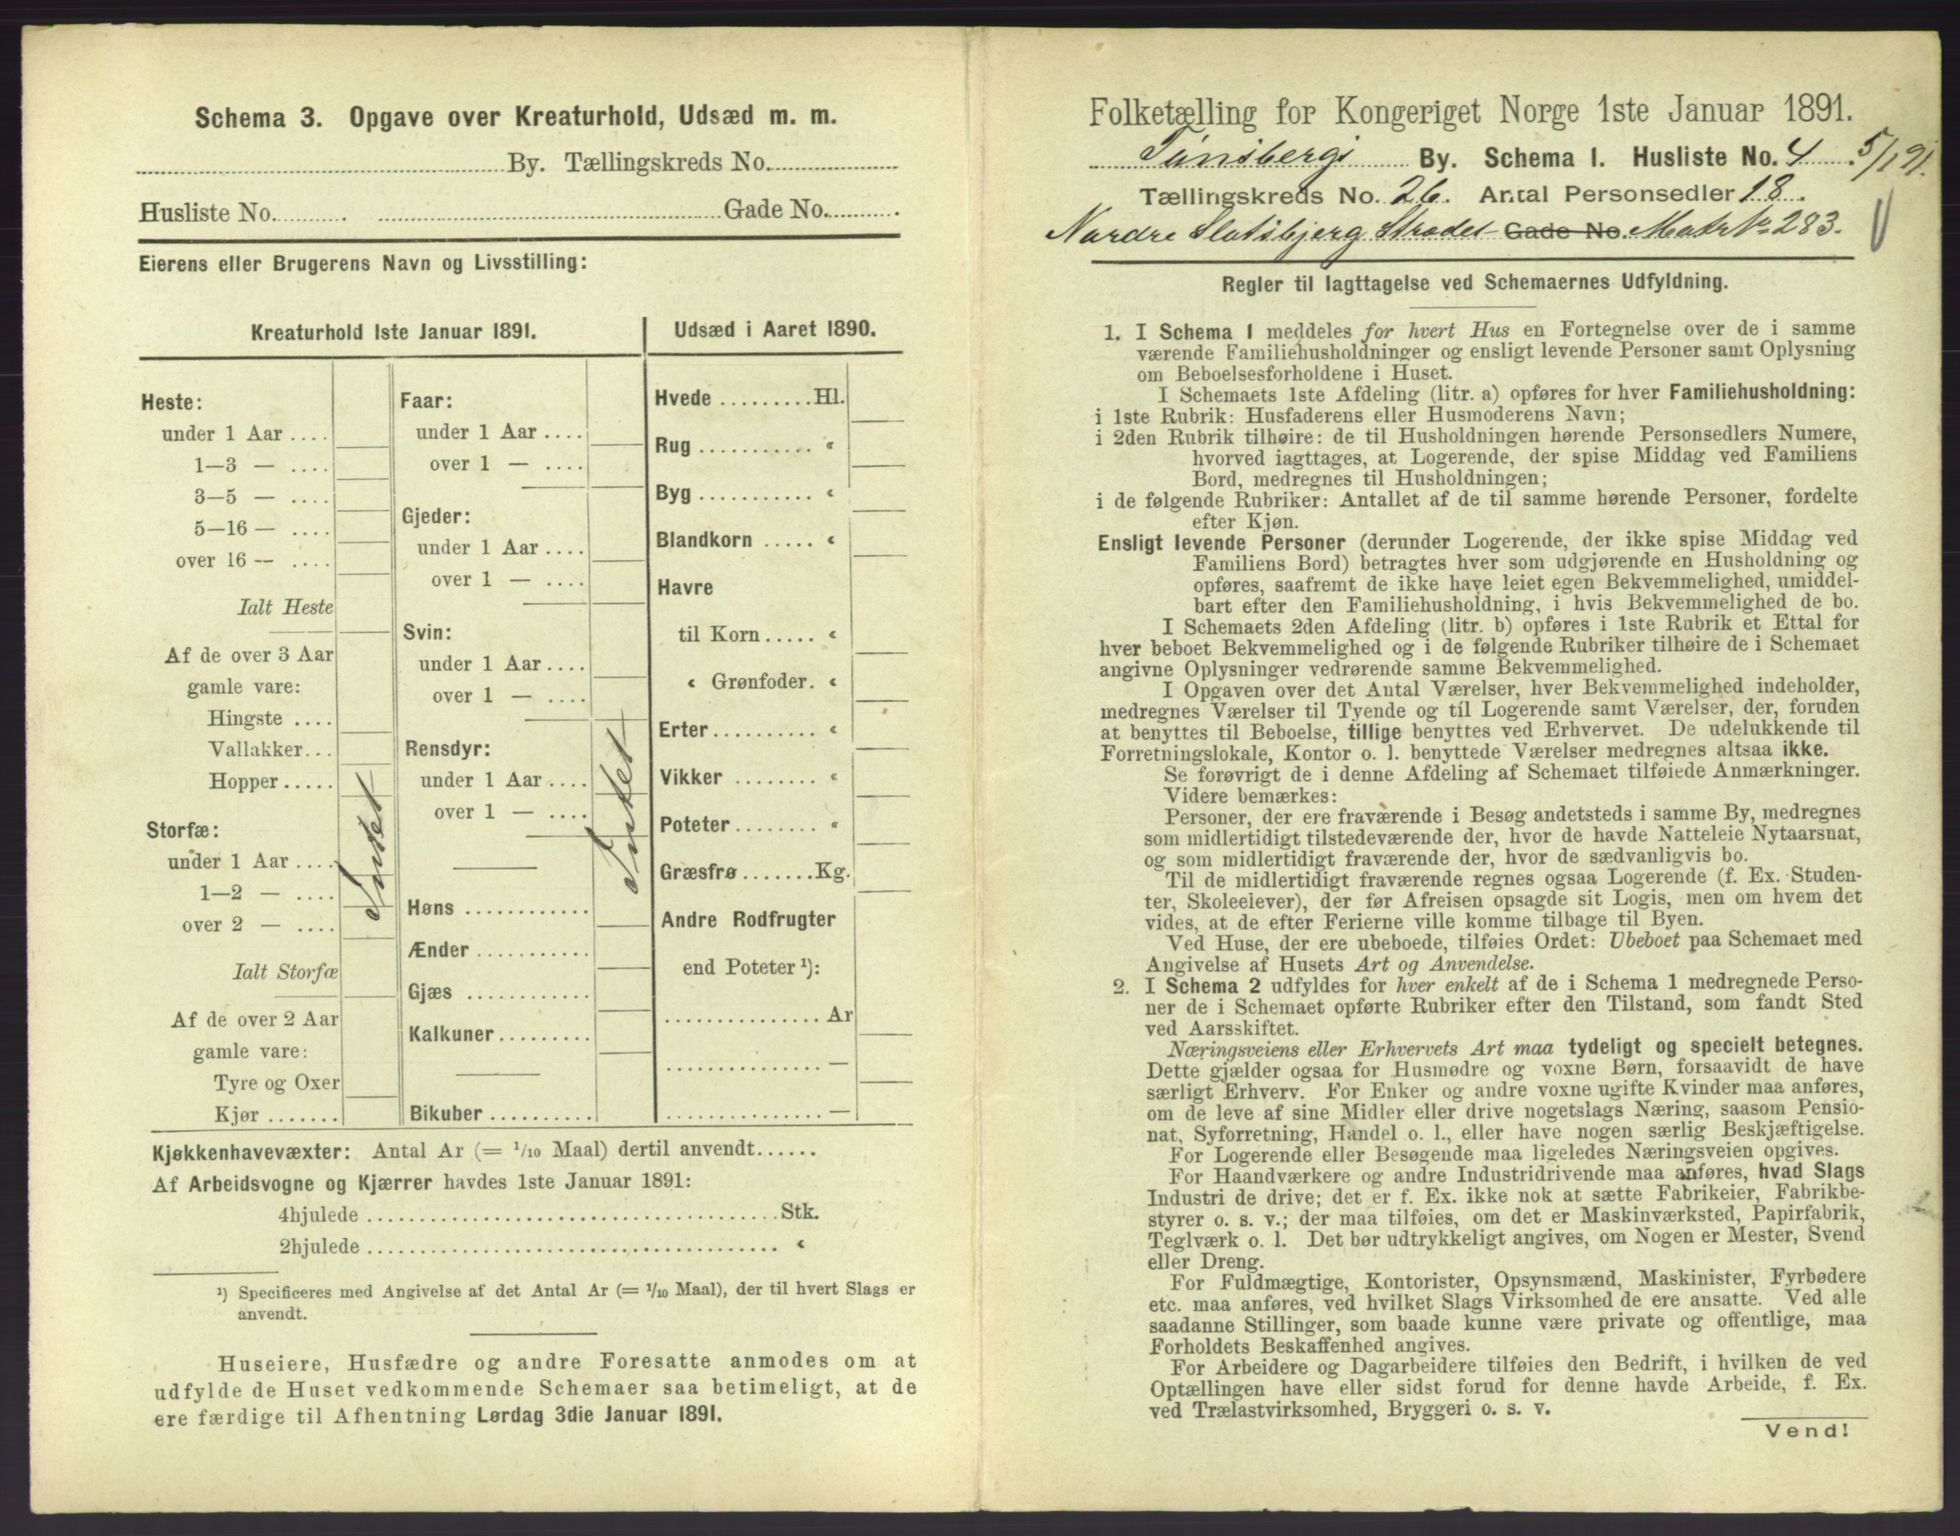 Schema 3. Opgave over Kreaturhold, Udsæd m. m.
By. Tællingskreds No.
Husliste No. Gade No.
Eierens eller Brugerens Navn og Livsstilling:
Kreaturhold 1ste Januar 1891.
Heste:
under 1 Aar ....
1—3 — ....
3—5 — ....
5—16 — ....
over 16 — ....
Ialt Heste
Af de over 3 Aar
gamle vare:
Hingste ....
Vallakker...
Hopper.....
Storfæ:
under 1 Aar ....
1—2 — ....
over 2 — ....
Ialt Storfæ
Af de over 2 Aar
gamle vare:
Tyre og Oxer
Kjør .......
Intet
Faar:
under 1 Aar ....
over 1 — ....
Gjeder:
under 1 Aar ....
over 1 — ....
Svin:
under 1 Aar ....
over 1 — ....
Rensdyr:
under 1 Aar ....
over 1 — ....
Høns ............
Ænder ...........
Gjæs ............
Kalkuner .........
Bikuber ..........
Intet
Udsæd i Aaret 1890.
Hvede .........Hl.
Rug ........... «
Byg ........... «
Blandkorn ..... «
Havre
til Korn ..... «
« Grønfoder. «
Erter .......... «
Vikker ........ «
Poteter ........ «
Græsfrø .......Kg.
Andre Rodfrugter
end Poteter ¹):
............... Ar
............... —
............... —
Kjøkkenhavevæxter: Antal Ar (= 1/10 Maal) dertil anvendt......
Af Arbeidsvogne og Kjærrer havdes 1ste Januar 1891:
4hjulede ........................................Stk.
2hjulede ........................................ «
¹) Specificeres med Angivelse af det Antal Ar (= 1/10 Maal), der til hvert Slags er
anvendt.
Huseiere, Husfædre og andre Foresatte anmodes om at
udfylde de Huset vedkommende Schemaer saa betimeligt, at de
ere færdige til Afhentning Lørdag 3die Januar 1891.
Folketælling for Kongeriget Norge 1ste Januar 1891.
Tønsbergs By. Schema 1. Husliste No. 4 5/1 91.
Tællingskreds No. 26. Antal Personsedler 18.
Nordre Slotsbjerg Strædet Gade No. Matr No 283.
Regler til Iagttagelse ved Schemaernes Udfyldning.
1. I Schema 1 meddeles for hvert Hus en Fortegnelse over de i samme
værende Familiehusholdninger og ensligt levende Personer samt Oplysning
om Beboelsesforholdene i Huset.
I Schemaets 1ste Afdeling (litr. a) opføres for hver Familiehusholdning:
i 1ste Rubrik: Husfaderens eller Husmoderens Navn;
i 2den Rubrik tilhøire: de til Husholdningen hørende Personsedlers Numere,
hvorved iagttages, at Logerende, der spise Middag ved Familiens
Bord, medregnes til Husholdningen;
i de følgende Rubriker: Antallet af de til samme hørende Personer, fordelte
efter Kjøn.
Ensligt levende Personer (derunder Logerende, der ikke spise Middag ved
Familiens Bord) betragtes hver som udgjørende en Husholdning og
opføres, saafremt de ikke have leiet egen Bekvemmelighed, umiddel-
bart efter den Familiehusholdning, i hvis Bekvemmelighed de bo.
I Schemaets 2den Afdeling (litr. b) opføres i 1ste Rubrik et Ettal for
hver beboet Bekvemmelighed og i de følgende Rubriker tilhøire de i Schemaet
angivne Oplysninger vedrørende samme Bekvemmelighed.
I Opgaven over det Antal Værelser, hver Bekvemmelighed indeholder,
medregnes Værelser til Tyende og til Logerende samt Værelser, der, foruden
at benyttes til Beboelse, tillige benyttes ved Erhvervet. De udelukkende til
Forretningslokale, Kontor o. l. benyttede Værelser medregnes altsaa ikke.
Se forøvrigt de i denne Afdeling af Schemaet tilføiede Anmærkninger.
Videre bemærkes:
Personer, der ere fraværende i Besøg andetsteds i samme By, medregnes
som midlertidigt tilstedeværende der, hvor de havde Natteleie Nytaarsnat,
og som midlertidigt fraværende der, hvor de sædvanligvis bo.
Til de midlertidigt fraværende regnes ogsaa Logerende (f. Ex. Studen-
ter, Skoleelever), der før Afreisen opsagde sit Logis, men om hvem det
vides, at de efter Ferierne ville komme tilbage til Byen.
Ved Huse, der ere ubeboede, tilføies Ordet: Ubeboet paa Schemaet med
Angivelse af Husets Art og Anvendelse.
2. I Schema 2 udfyldes for hver enkelt af de i Schema 1 medregnede Perso-
ner de i Schemaet opførte Rubriker efter den Tilstand, som fandt Sted
ved Aarsskiftet.
Næringsveiens eller Erhvervets Art maa tydeligt og specielt betegnes.
Dette gjælder ogsaa for Husmødre og voxne Børn, forsaavidt de have
særligt Erhverv. For Enker og andre voxne ugifte Kvinder maa anføres,
om de leve af sine Midler eller drive nogetslags Næring, saasom Pensio-
nat, Syforretning, Handel o. l., eller have nogen særlig Beskjæftigelse.
For Logerende eller Besøgende maa ligeledes Næringsveien opgives.
For Haandværkere og andre Industridrivende maa anføres, hvad Slags
Industri de drive; det er f. Ex. ikke nok at sætte Fabrikeier, Fabrikbe-
styrer o. s. v.; der maa tilføies, om det er Maskinværksted, Papirfabrik,
Teglværk o. l. Det bør udtrykkeligt angives, om Nogen er Mester, Svend
eller Dreng.
For Fuldmægtige, Kontorister, Opsynsmænd, Maskinister, Fyrbødere
etc. maa anføres, ved hvilket Slags Virksomhed de ere ansatte. Ved alle
saadanne Stillinger, som baade kunne være private og offentlige, maa
Forholdets Beskaffenhed angives.
For Arbeidere og Dagarbeidere tilføies den Bedrift, i hvilken de ved
Optællingen have eller sidst forud for denne havde Arbeide, f. Ex.
ved Trælastvirksomhed, Bryggeri o. s. v.
Vend!